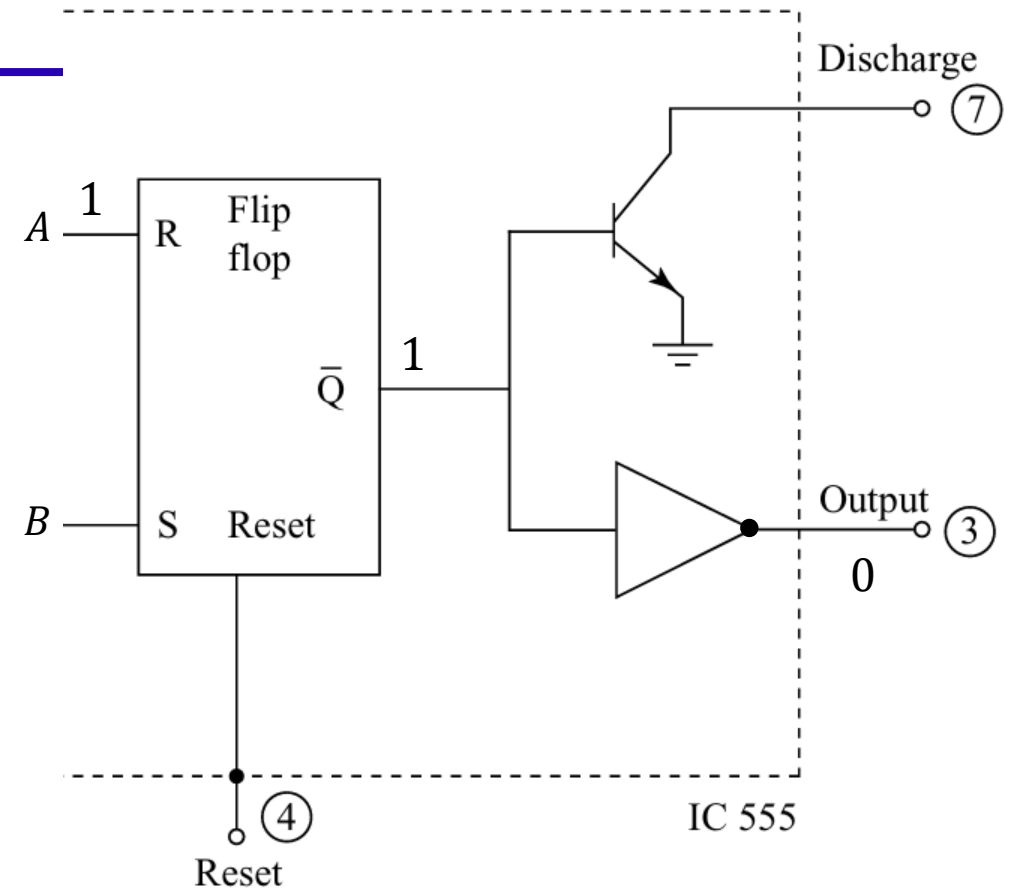 Discharge
7
A
1
R
Flip
flop
Q̅
1
B
S
Reset
Output
3
0
4
IC 555
Reset